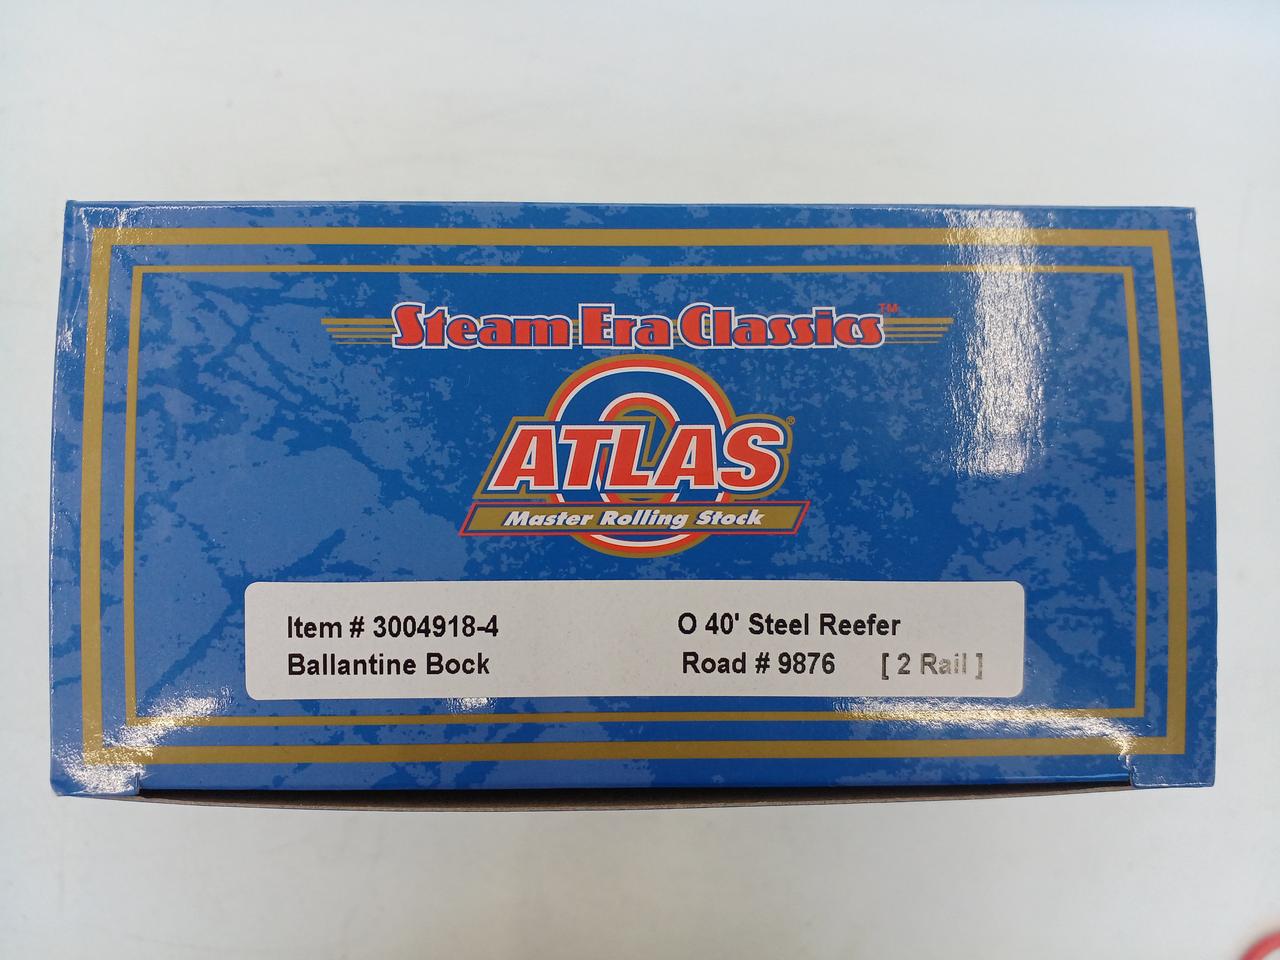 Steam Era Classics™
ATLAS®
Master Rolling Stock
Item # 3004918-4
O 40' Steel Reefer
Ballantine Bock
Road # 9876 [ 2 Rail ]